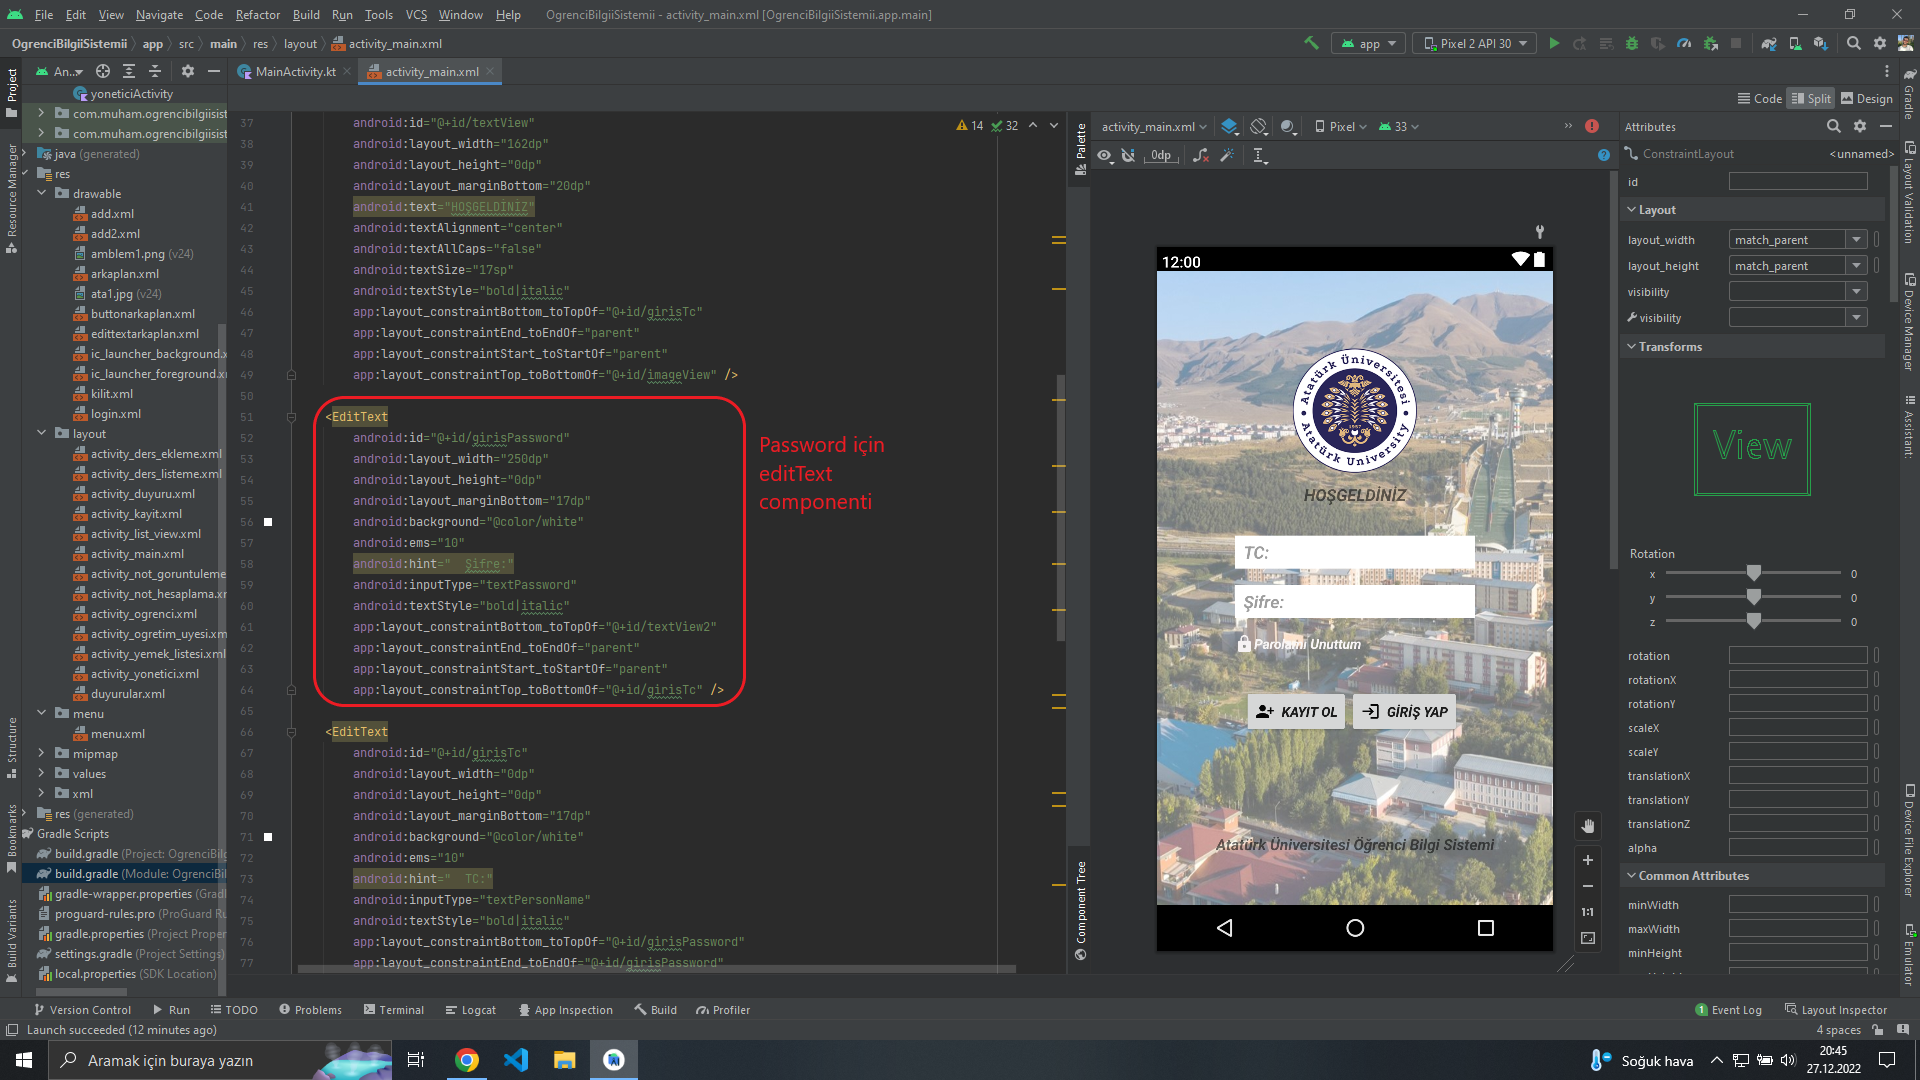 File Edit View Navigate Code Refactor Build Run Tools VCS Window Help OgrenciBilgiiSistemii - activity_main.xml [OgrenciBilgiiSistemii.app.main]
OgrenciBilgiiSistemii app src main res layout activity_main.xml
app Pixel 2 API 30
An... MainActivity.kt activity_main.xml
Code Split Design
Project
Resource Manager
Structure
Bookmarks
Build Variants
yoneticiActivity
com.muham.ogrencibilgiisist
com.muham.ogrencibilgiisist
java (generated)
res
drawable
add.xml
add2.xml
amblem1.png (v24)
arkaplan.xml
ata1.jpg (v24)
buttonarkaplan.xml
edittextarkaplan.xml
ic_launcher_background.x
ic_launcher_foreground.x
kilit.xml
login.xml
layout
activity_ders_ekleme.xml
activity_ders_listeme.xml
activity_duyuru.xml
activity_kayit.xml
activity_list_view.xml
activity_main.xml
activity_not_goruntuleme
activity_not_hesaplama.xr
activity_ogrenci.xml
activity_ogretim_uyesi.xm
activity_yemek_listesi.xml
activity_yonetici.xml
duyurular.xml
menu
menu.xml
mipmap
values
xml
res (generated)
Gradle Scripts
build.gradle (Project: OgrenciBilg
build.gradle (Module: OgrenciBil
gradle-wrapper.properties (Grad
proguard-rules.pro (ProGuard Ru
gradle.properties (Project Proper
settings.gradle (Project Settings)
local.properties (SDK Location)
14 32
37 android:id="@+id/textView"
38 android:layout_width="162dp"
39 android:layout_height="0dp"
40 android:layout_marginBottom="20dp"
41 android:text="HOŞGELDİNİZ"
42 android:textAlignment="center"
43 android:textAllCaps="false"
44 android:textSize="17sp"
45 android:textStyle="bold|italic"
46 app:layout_constraintBottom_toTopOf="@+id/girisTc"
47 app:layout_constraintEnd_toEndOf="parent"
48 app:layout_constraintStart_toStartOf="parent"
49 app:layout_constraintTop_toBottomOf="@+id/imageView" />
50
51 <EditText
52 android:id="@+id/girisPassword"
53 android:layout_width="250dp"
54 android:layout_height="0dp"
55 android:layout_marginBottom="17dp"
56 android:background="@color/white"
57 android:ems="10"
58 android:hint="  Şifre:"
59 android:inputType="textPassword"
60 android:textStyle="bold|italic"
61 app:layout_constraintBottom_toTopOf="@+id/textView2"
62 app:layout_constraintEnd_toEndOf="parent"
63 app:layout_constraintStart_toStartOf="parent"
64 app:layout_constraintTop_toBottomOf="@+id/girisTc" />
65
66 <EditText
67 android:id="@+id/girisTc"
68 android:layout_width="0dp"
69 android:layout_height="0dp"
70 android:layout_marginBottom="17dp"
71 android:background="@color/white"
72 android:ems="10"
73 android:hint="  TC:"
74 android:inputType="textPersonName"
75 android:textStyle="bold|italic"
76 app:layout_constraintBottom_toTopOf="@+id/girisPassword"
77 app:layout_constraintEnd_toEndOf="@+id/girisPassword"
Password için
editText
componenti
Palette
Component Tree
activity_main.xml Pixel 33
0dp
12:00
Atatürk Üniversitesi
1957
Atatürk University
HOŞGELDİNİZ
TC:
Şifre:
Parolamı Unuttum
KAYIT OL GİRİŞ YAP
Atatürk Üniversitesi Öğrenci Bilgi Sistemi
1:1
Attributes
ConstraintLayout <unnamed>
id
Layout
layout_width match_parent
layout_height match_parent
visibility
visibility
Transforms
View
Rotation
x 0
y 0
z 0
rotation
rotationX
rotationY
scaleX
scaleY
translationX
translationY
translationZ
alpha
Common Attributes
minWidth
maxWidth
minHeight
Gradle
Layout Validation
Device Manager
Assistant:
Device File Explorer
Emulator
Version Control Run TODO Problems Terminal Logcat App Inspection Build Profiler 1 Event Log Layout Inspector
Launch succeeded (12 minutes ago) 4 spaces
Aramak için buraya yazın
Soğuk hava
20:45
27.12.2022